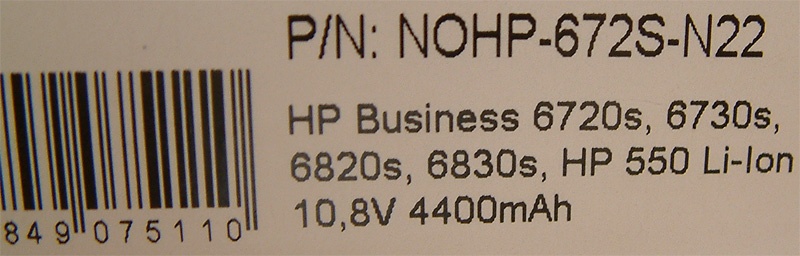 P/N: NOHP-672S-N22
HP Business 6720s, 6730s,
6820s, 6830s, HP 550 Li-Ion
10,8V 4400mAh
849 075110